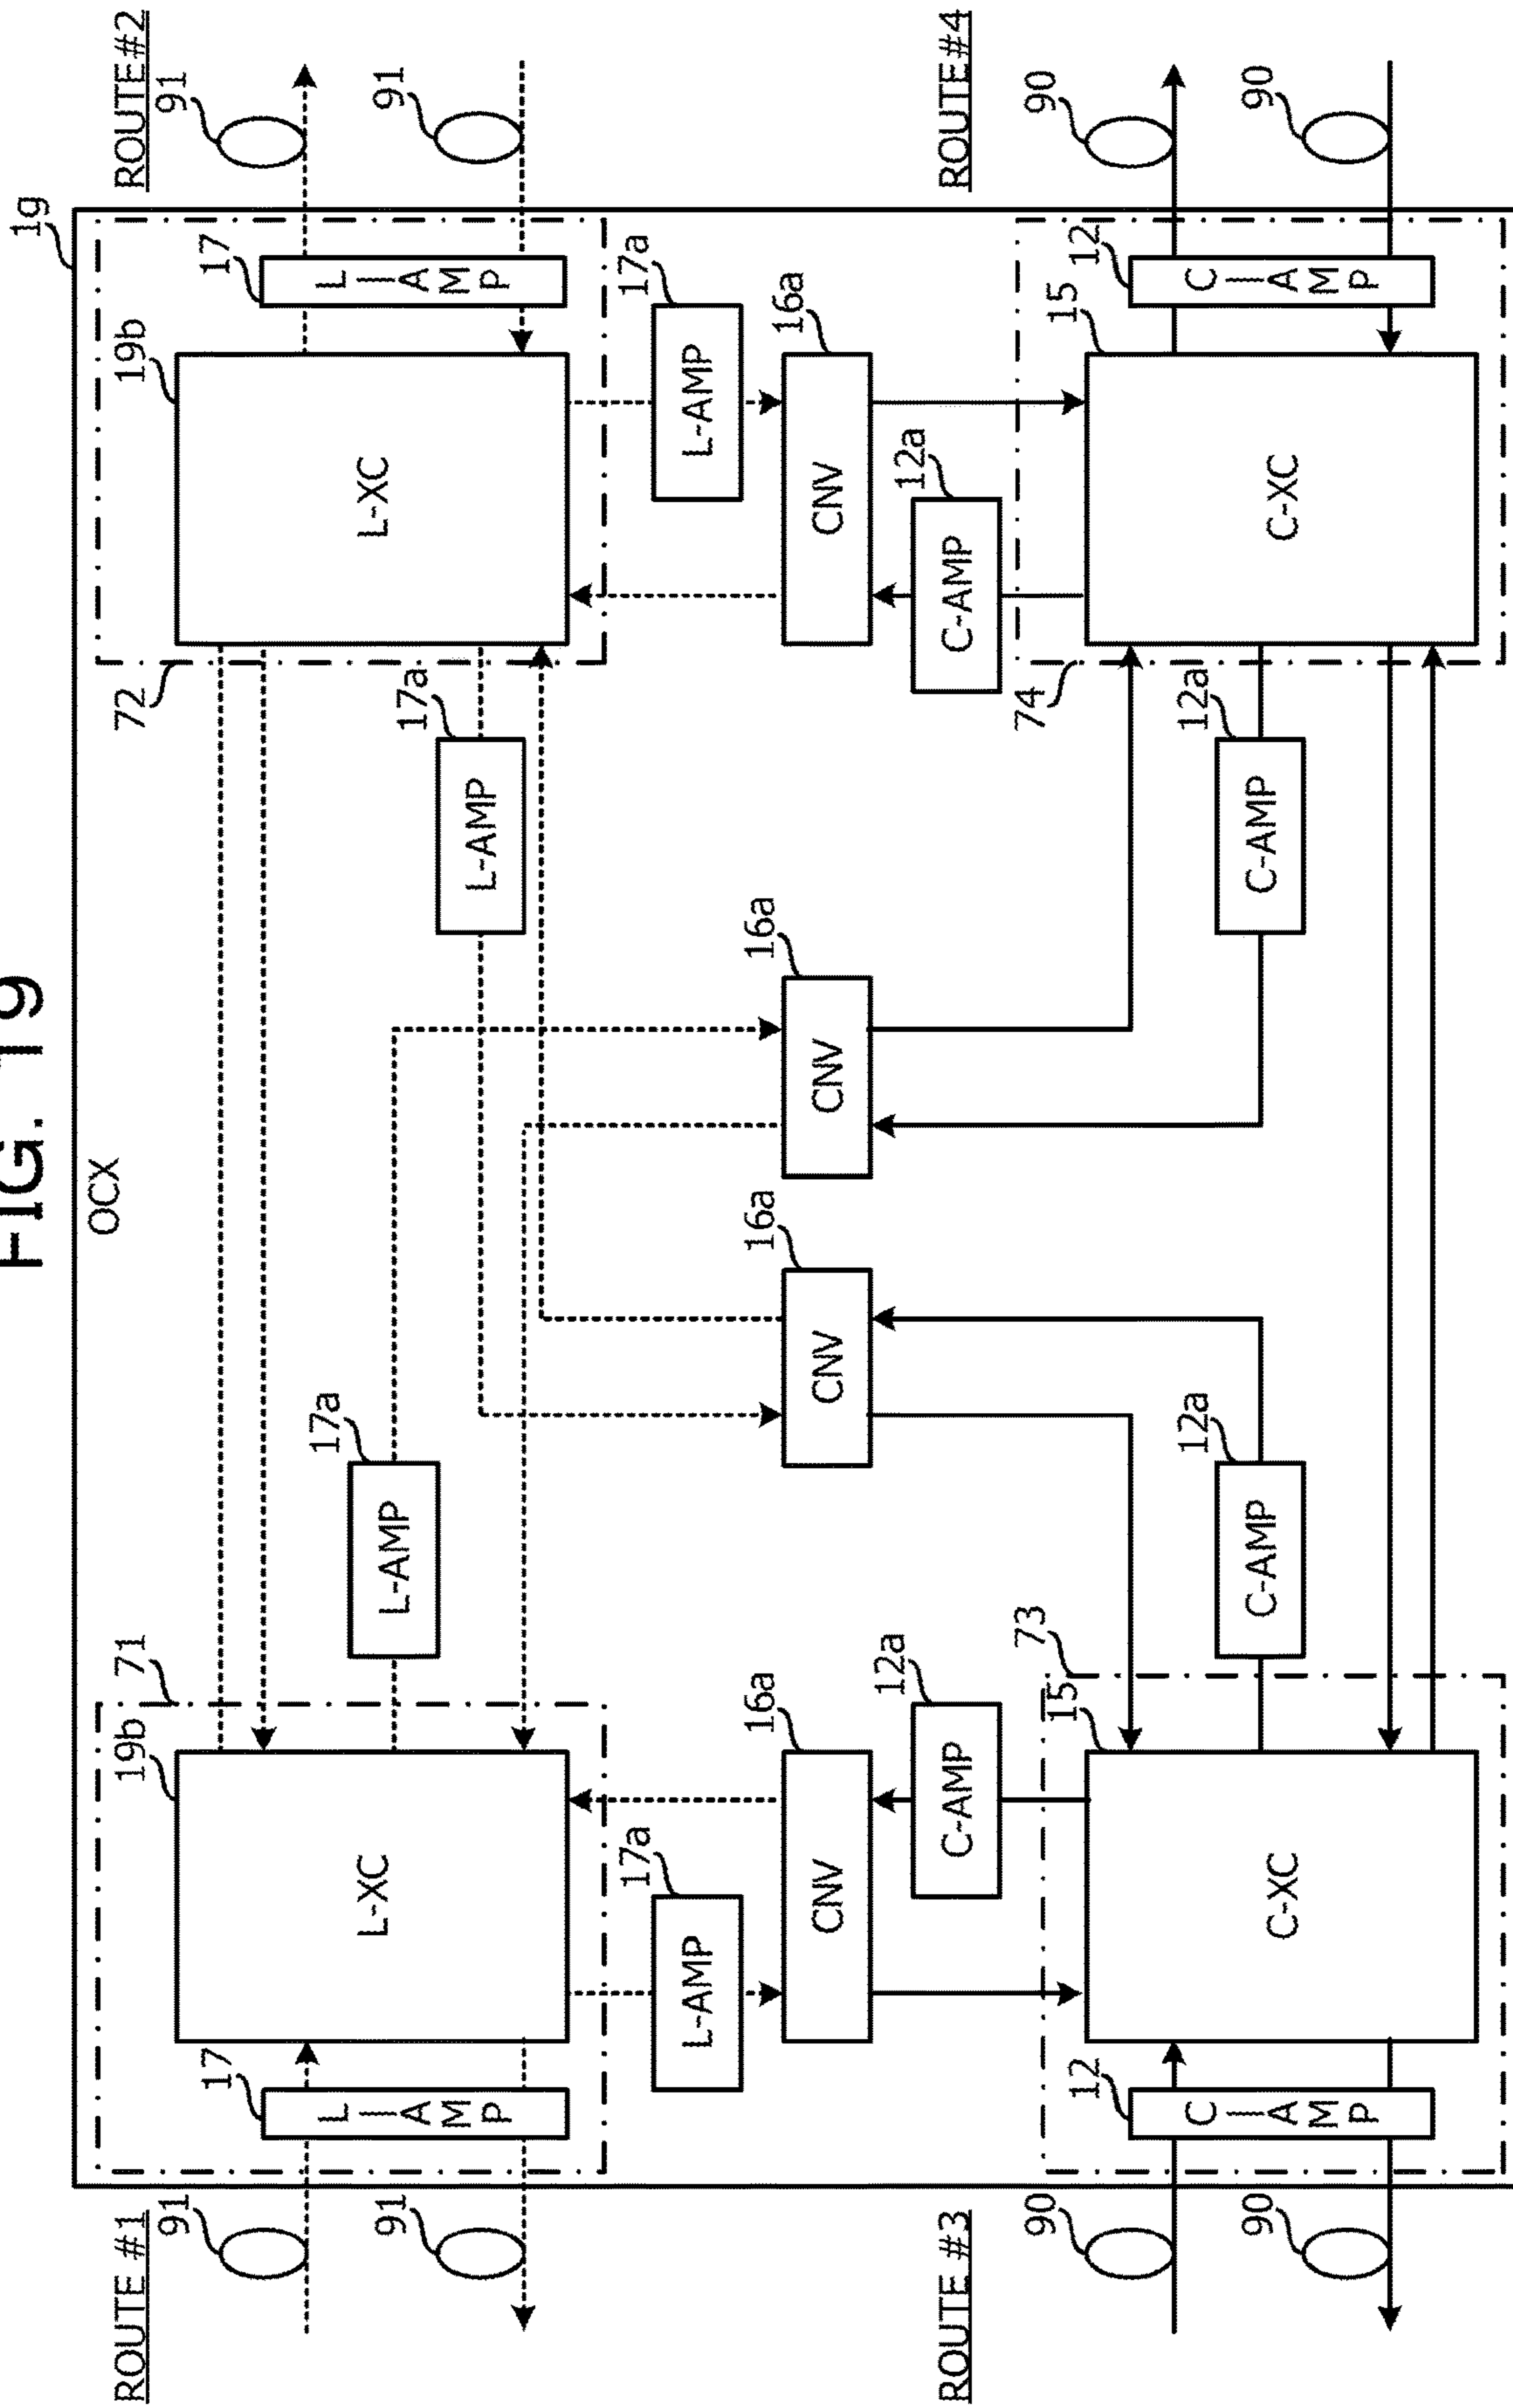 FIG. 19
1g
OCX
ROUTE #1
91
91
71
17
L-AMP
19b
L-XC
17a
L-AMP
17a
L-AMP
72
19b
L-XC
17
L-AMP
17a
L-AMP
ROUTE#2
91
91
17a
L-AMP
16a
CNV
16a
CNV
16a
CNV
16a
CNV
12a
C-AMP
12a
C-AMP
ROUTE #3
90
90
73
12
C-AMP
15
C-XC
12a
C-AMP
12a
C-AMP
74
15
C-XC
12
C-AMP
ROUTE#4
90
90